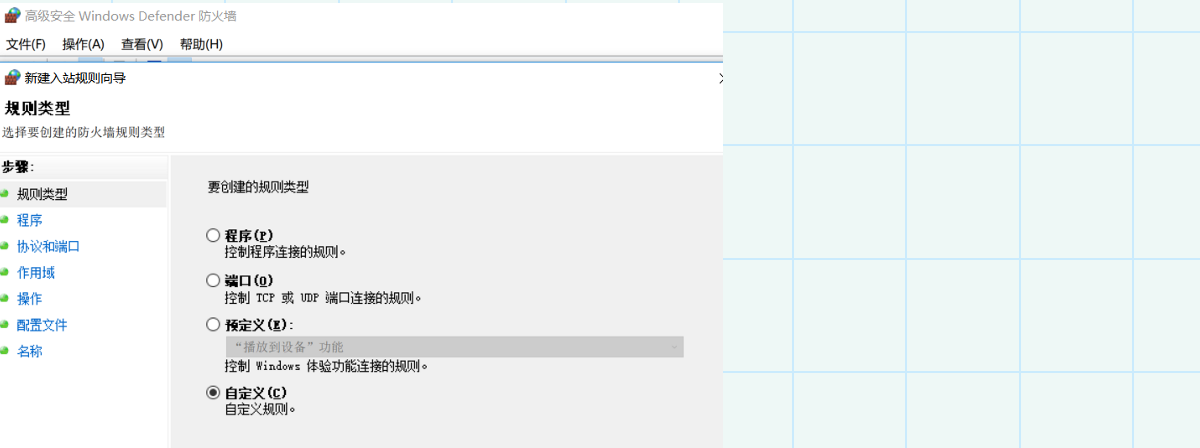 高级安全 Windows Defender 防火墙
文件(F) 操作(A) 查看(V) 帮助(H)
新建入站规则向导
规则类型
选择要创建的防火墙规则类型
步骤:
规则类型
程序
协议和端口
作用域
操作
配置文件
名称
要创建的规则类型
程序(P)
控制程序连接的规则。
端口(O)
控制 TCP 或 UDP 端口连接的规则。
预定义(E):
“播放到设备”功能
控制 Windows 体验功能连接的规则。
自定义(C)
自定义规则。